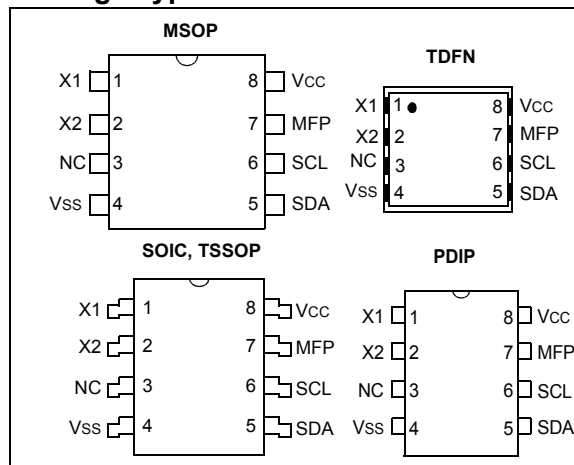 MSOP
X1 1 8 VCC
X2 2 7 MFP
NC 3 6 SCL
VSS 4 5 SDA
TDFN
X1 1 8 VCC
X2 2 7 MFP
NC 3 6 SCL
VSS 4 5 SDA
SOIC, TSSOP
X1 1 8 VCC
X2 2 7 MFP
NC 3 6 SCL
VSS 4 5 SDA
PDIP
X1 1 8 VCC
X2 2 7 MFP
NC 3 6 SCL
VSS 4 5 SDA